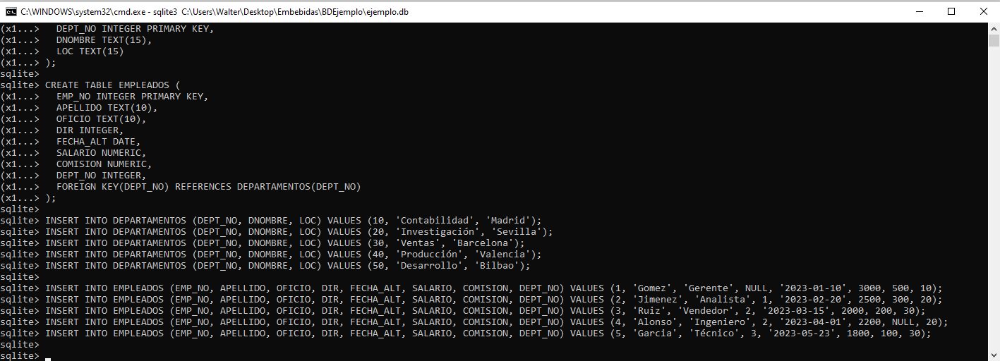 C:\WINDOWS\system32\cmd.exe - sqlite3 C:\Users\Walter\Desktop\Embebidas\BDEjemplo\ejemplo.db
(x1...>   DEPT_NO INTEGER PRIMARY KEY,
(x1...>   DNOMBRE TEXT(15),
(x1...>   LOC TEXT(15)
(x1...> );
sqlite>
sqlite> CREATE TABLE EMPLEADOS (
(x1...>   EMP_NO INTEGER PRIMARY KEY,
(x1...>   APELLIDO TEXT(10),
(x1...>   OFICIO TEXT(10),
(x1...>   DIR INTEGER,
(x1...>   FECHA_ALT DATE,
(x1...>   SALARIO NUMERIC,
(x1...>   COMISION NUMERIC,
(x1...>   DEPT_NO INTEGER,
(x1...>   FOREIGN KEY(DEPT_NO) REFERENCES DEPARTAMENTOS(DEPT_NO)
(x1...> );
sqlite>
sqlite> INSERT INTO DEPARTAMENTOS (DEPT_NO, DNOMBRE, LOC) VALUES (10, 'Contabilidad', 'Madrid');
sqlite> INSERT INTO DEPARTAMENTOS (DEPT_NO, DNOMBRE, LOC) VALUES (20, 'Investigación', 'Sevilla');
sqlite> INSERT INTO DEPARTAMENTOS (DEPT_NO, DNOMBRE, LOC) VALUES (30, 'Ventas', 'Barcelona');
sqlite> INSERT INTO DEPARTAMENTOS (DEPT_NO, DNOMBRE, LOC) VALUES (40, 'Producción', 'Valencia');
sqlite> INSERT INTO DEPARTAMENTOS (DEPT_NO, DNOMBRE, LOC) VALUES (50, 'Desarrollo', 'Bilbao');
sqlite>
sqlite> INSERT INTO EMPLEADOS (EMP_NO, APELLIDO, OFICIO, DIR, FECHA_ALT, SALARIO, COMISION, DEPT_NO) VALUES (1, 'Gomez', 'Gerente', NULL, '2023-01-10', 3000, 500, 10);
sqlite> INSERT INTO EMPLEADOS (EMP_NO, APELLIDO, OFICIO, DIR, FECHA_ALT, SALARIO, COMISION, DEPT_NO) VALUES (2, 'Jimenez', 'Analista', 1, '2023-02-20', 2500, 300, 20);
sqlite> INSERT INTO EMPLEADOS (EMP_NO, APELLIDO, OFICIO, DIR, FECHA_ALT, SALARIO, COMISION, DEPT_NO) VALUES (3, 'Ruiz', 'Vendedor', 2, '2023-03-15', 2000, 200, 30);
sqlite> INSERT INTO EMPLEADOS (EMP_NO, APELLIDO, OFICIO, DIR, FECHA_ALT, SALARIO, COMISION, DEPT_NO) VALUES (4, 'Alonso', 'Ingeniero', 2, '2023-04-01', 2200, NULL, 20);
sqlite> INSERT INTO EMPLEADOS (EMP_NO, APELLIDO, OFICIO, DIR, FECHA_ALT, SALARIO, COMISION, DEPT_NO) VALUES (5, 'Garcia', 'Técnico', 3, '2023-05-23', 1800, 100, 30);
sqlite>
sqlite>